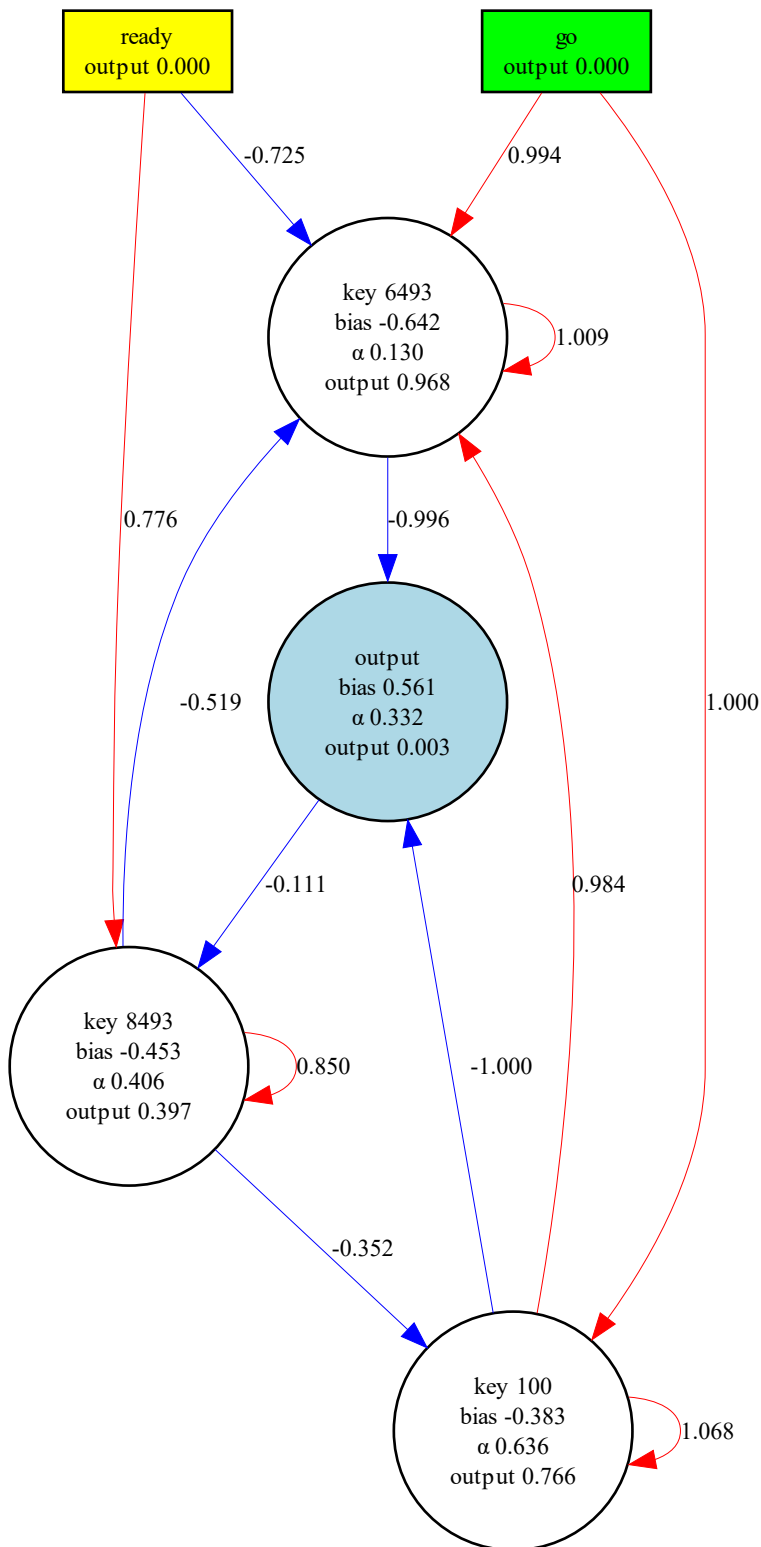 ready
output 0.000
go
output 0.000
-0.725
0.994
key 6493
bias -0.642
α 0.130
output 0.968
1.009
0.776
-0.996
-0.519
output
bias 0.561
α 0.332
output 0.003
1.000
-0.111
0.984
key 8493
bias -0.453
α 0.406
output 0.397
0.850
-1.000
-0.352
key 100
bias -0.383
α 0.636
output 0.766
1.068